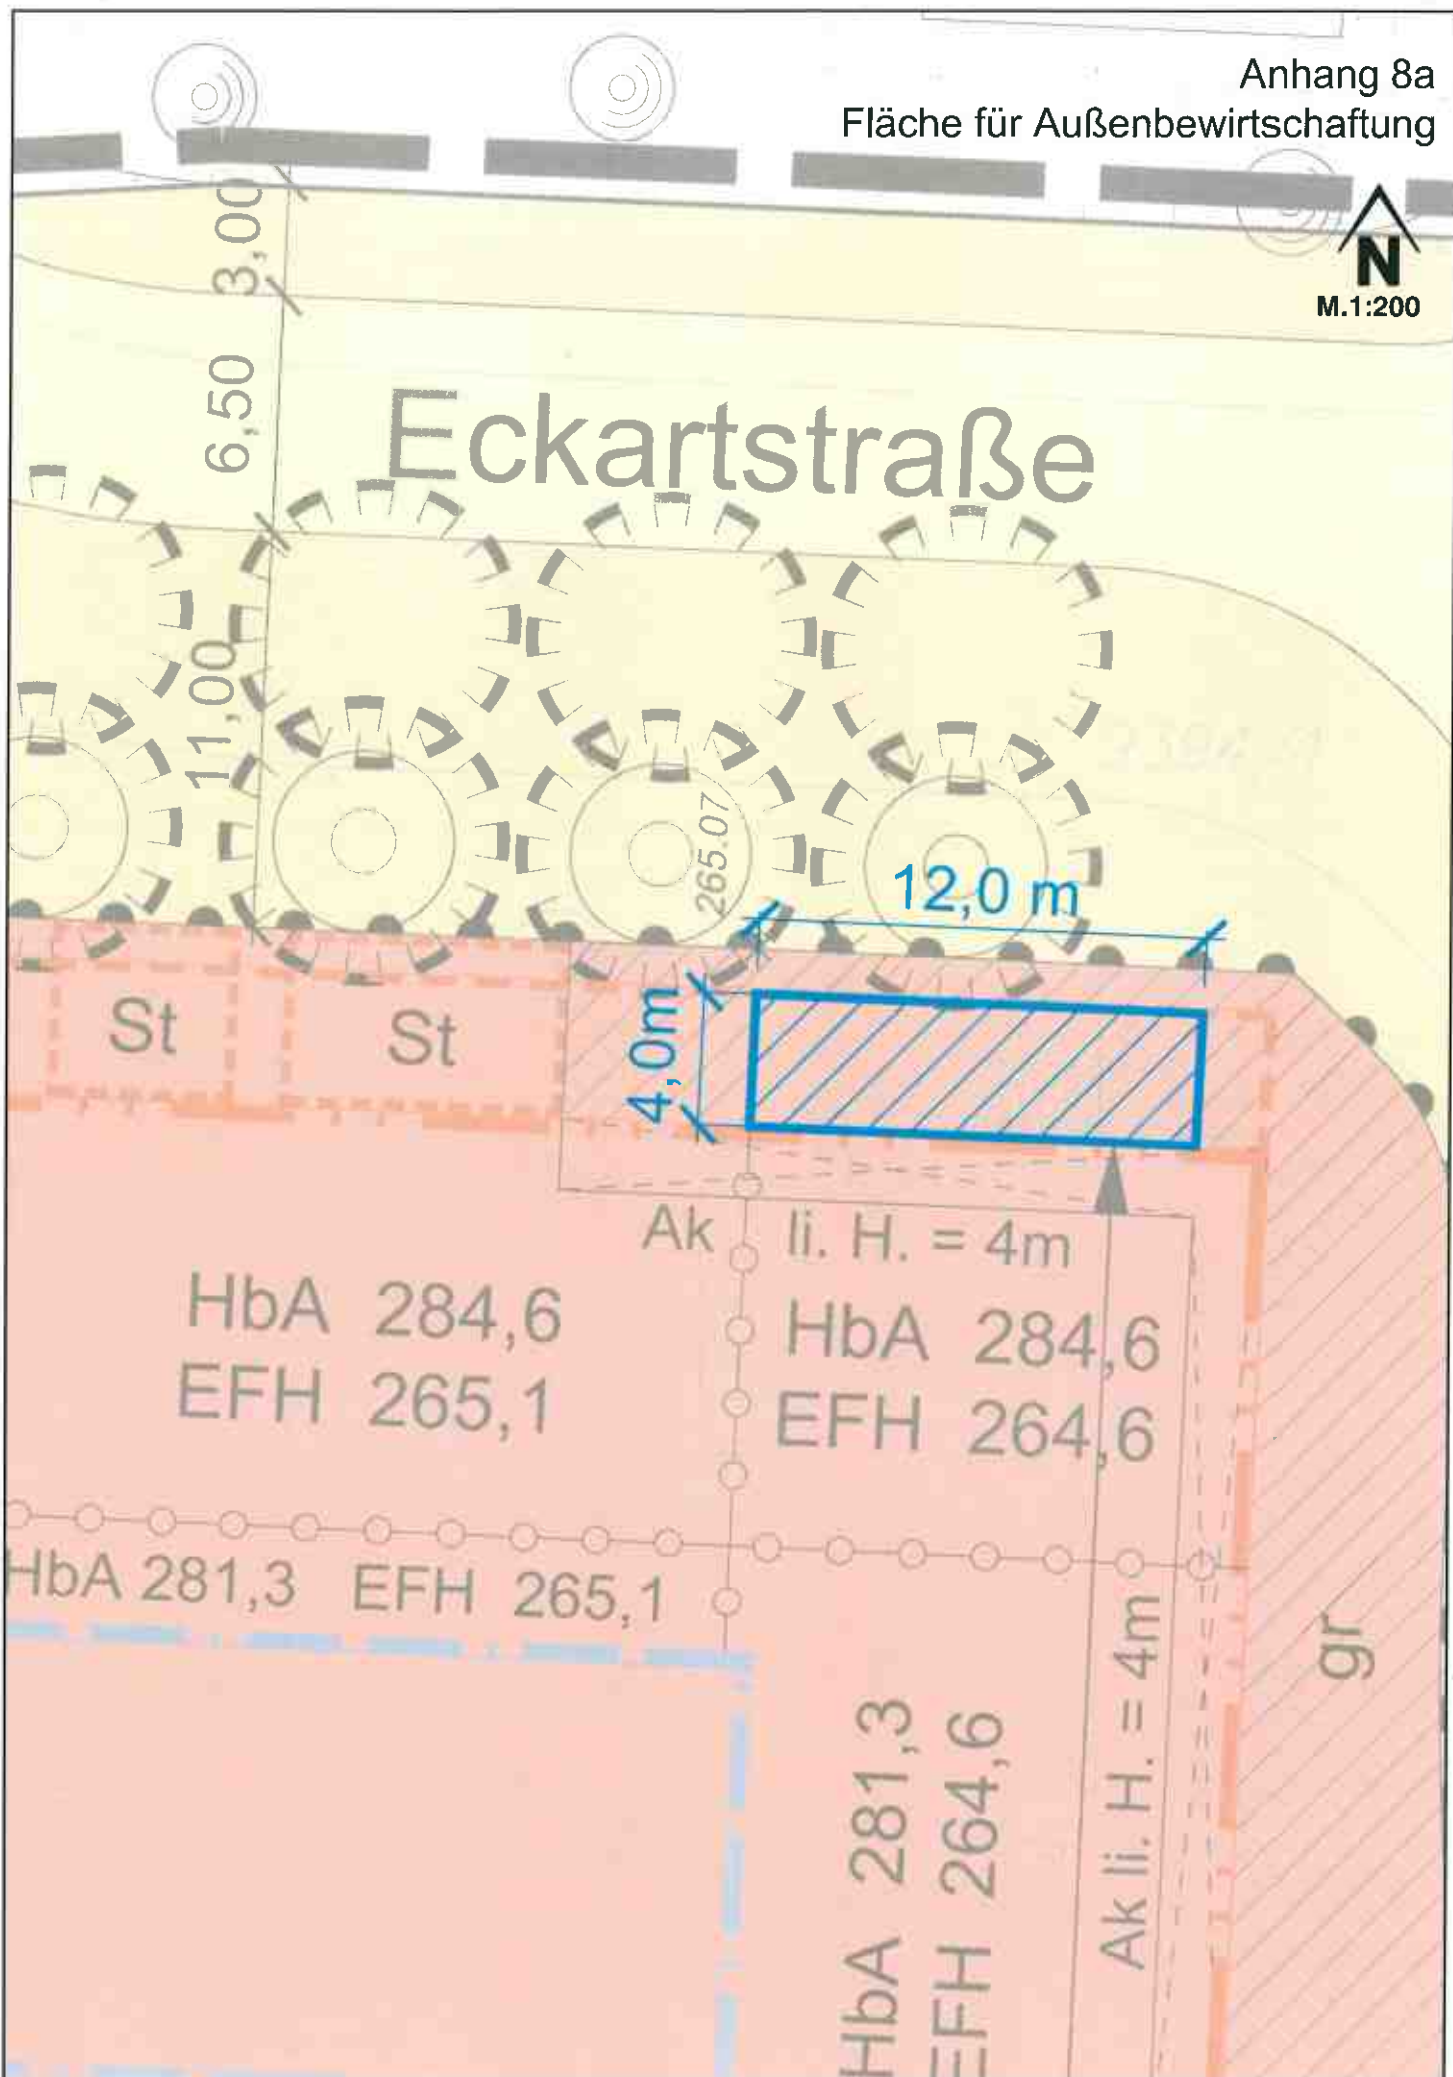 Anhang 8a
Fläche für Außenbewirtschaftung
N
M.1:200
3,00
6,50
Eckartstraße
11,00
265.07
12,0 m
4,0m
St
St
Ak li. H. = 4m
HbA 284,6
EFH 265,1
HbA 284,6
EFH 264,6
HbA 281,3 EFH 265,1
HbA 281,3
EFH 264,6
Ak li. H. = 4m
gr